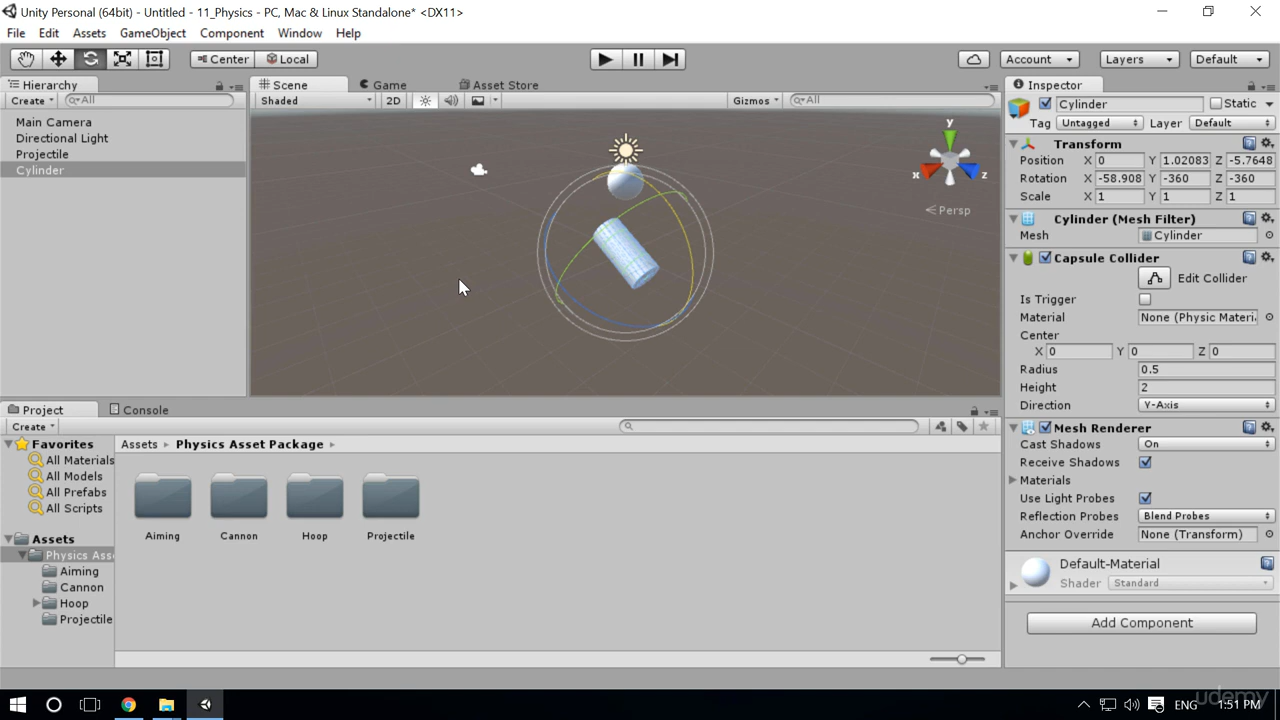 Unity Personal (64bit) - Untitled - 11_Physics - PC, Mac & Linux Standalone* <DX11>
File Edit Assets GameObject Component Window Help
Center Local Account Layers Default
Hierarchy Scene Game Asset Store Inspector
Create All Shaded 2D Gizmos All
Cylinder Static
Tag Untagged Layer Default
Main Camera
Directional Light
Projectile
Cylinder
y
x z
Persp
Transform
Position X 0 Y 1.02083 Z -5.7648
Rotation X -58.908 Y -360 Z -360
Scale X 1 Y 1 Z 1
Cylinder (Mesh Filter)
Mesh Cylinder
Capsule Collider
Edit Collider
Is Trigger
Material None (Physic Materi
Center
X 0 Y 0 Z 0
Radius 0.5
Height 2
Direction Y-Axis
Mesh Renderer
Cast Shadows On
Receive Shadows
Materials
Use Light Probes
Reflection Probes Blend Probes
Anchor Override None (Transform)
Default-Material
Shader Standard
Add Component
Project Console
Create
Favorites
All Materials
All Models
All Prefabs
All Scripts
Assets
Physics Ass
Aiming
Cannon
Hoop
Projectile
Assets Physics Asset Package
Aiming Cannon Hoop Projectile
ENG 1:51 PM
udemy